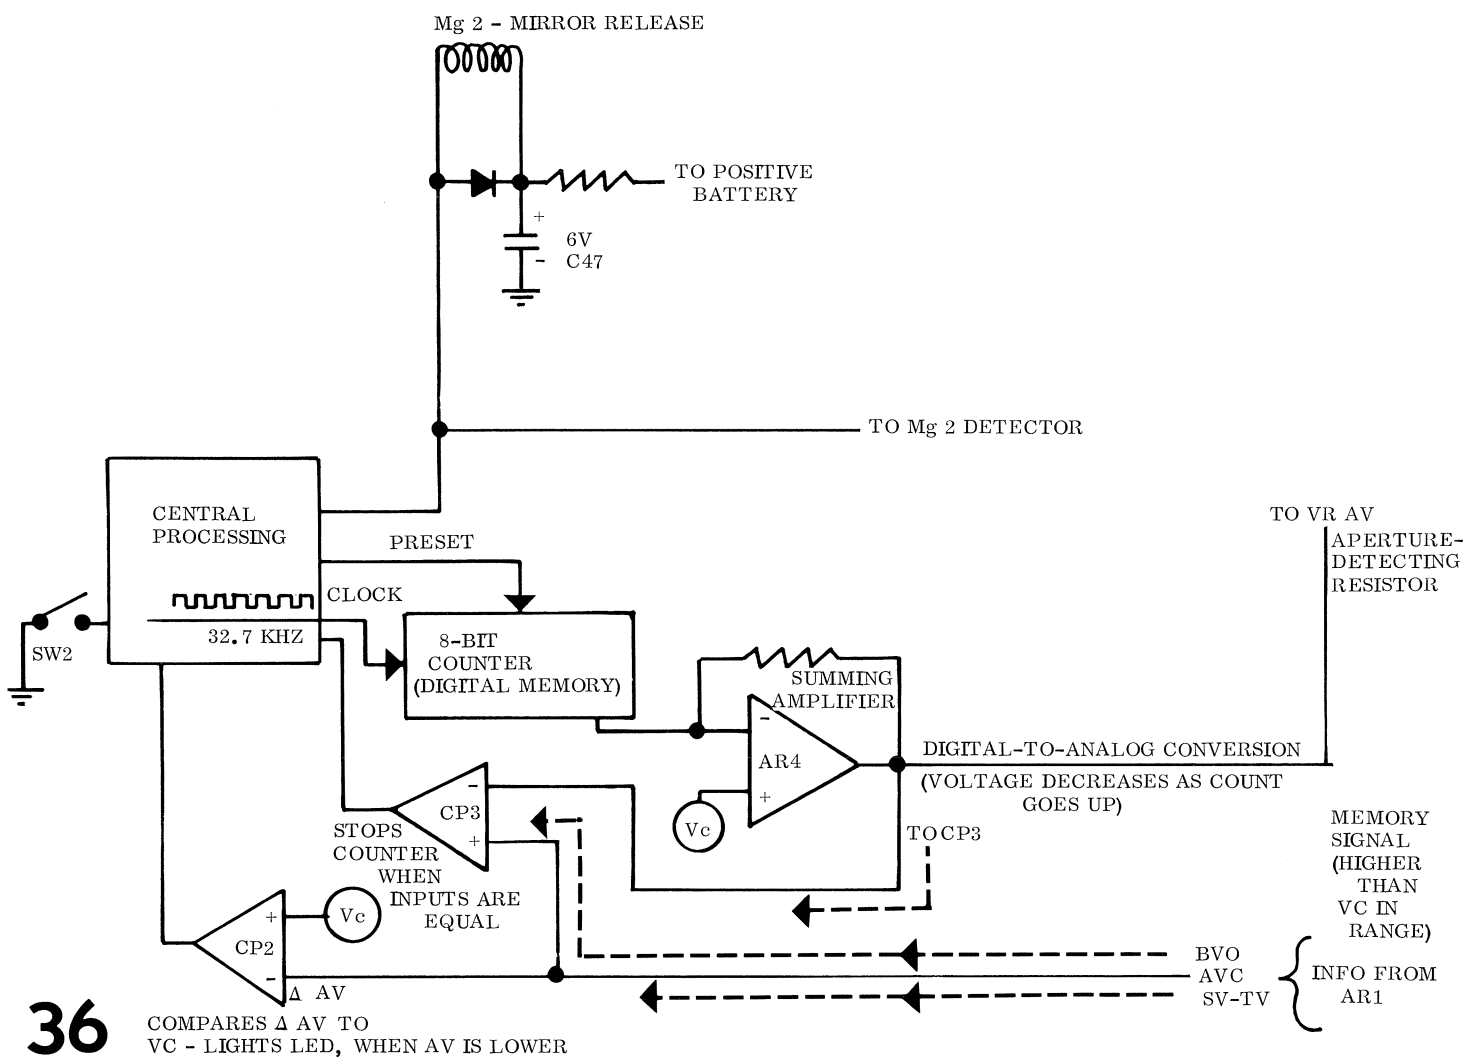 Mg 2 – MIRROR RELEASE
TO POSITIVE
BATTERY
+
6V
–
C47
TO Mg 2 DETECTOR
CENTRAL
PROCESSING
PRESET
CLOCK
32.7 KHZ
SW2
8-BIT
COUNTER
(DIGITAL MEMORY)
SUMMING
AMPLIFIER
–
AR4
+
Vc
TO VR AV
APERTURE-
DETECTING
RESISTOR
DIGITAL-TO-ANALOG CONVERSION
(VOLTAGE DECREASES AS COUNT
GOES UP)
TO CP3
–
CP3
+
STOPS
COUNTER
WHEN
INPUTS ARE
EQUAL
MEMORY
SIGNAL
(HIGHER
THAN
VC IN
RANGE)
+
Vc
CP2
–
Δ AV
BVO
AVC
SV-TV
INFO FROM
AR1
36
COMPARES Δ AV TO
VC – LIGHTS LED, WHEN AV IS LOWER